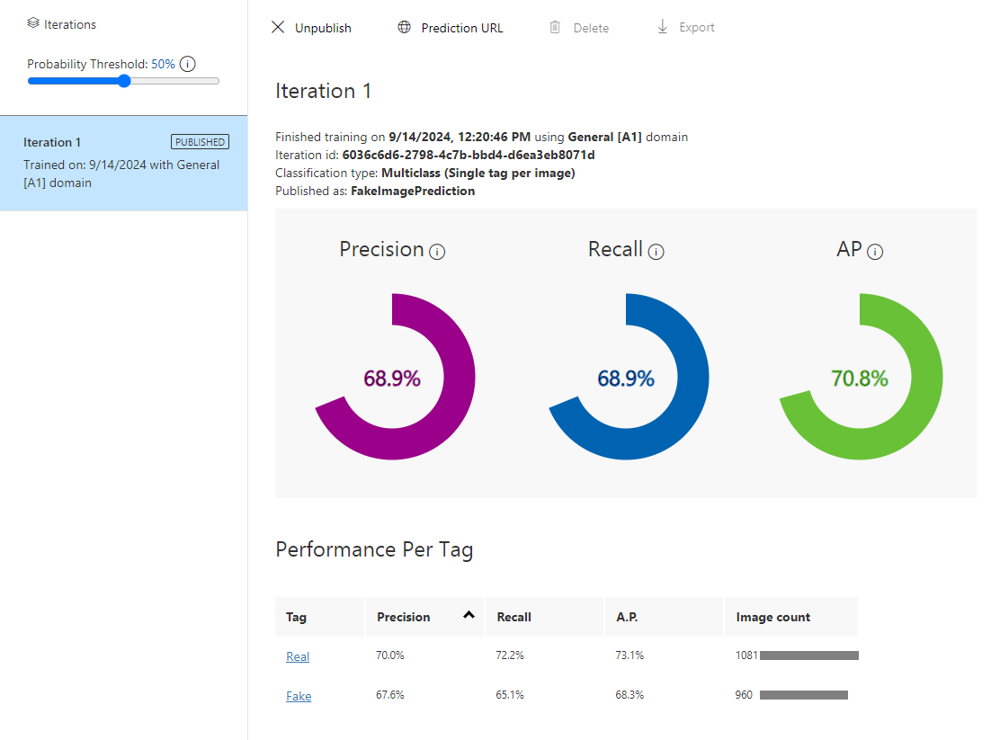 Iterations
Probability Threshold: 50%
Iteration 1 PUBLISHED
Trained on: 9/14/2024 with General
[A1] domain
Unpublish Prediction URL Delete Export
Iteration 1
Finished training on 9/14/2024, 12:20:46 PM using General [A1] domain
Iteration id: 6036c6d6-2798-4c7b-bbd4-d6ea3eb8071d
Classification type: Multiclass (Single tag per image)
Published as: FakeImagePrediction
Precision Recall AP
68.9% 68.9% 70.8%
Performance Per Tag
Tag Precision Recall A.P. Image count
Real 70.0% 72.2% 73.1% 1081
Fake 67.6% 65.1% 68.3% 960